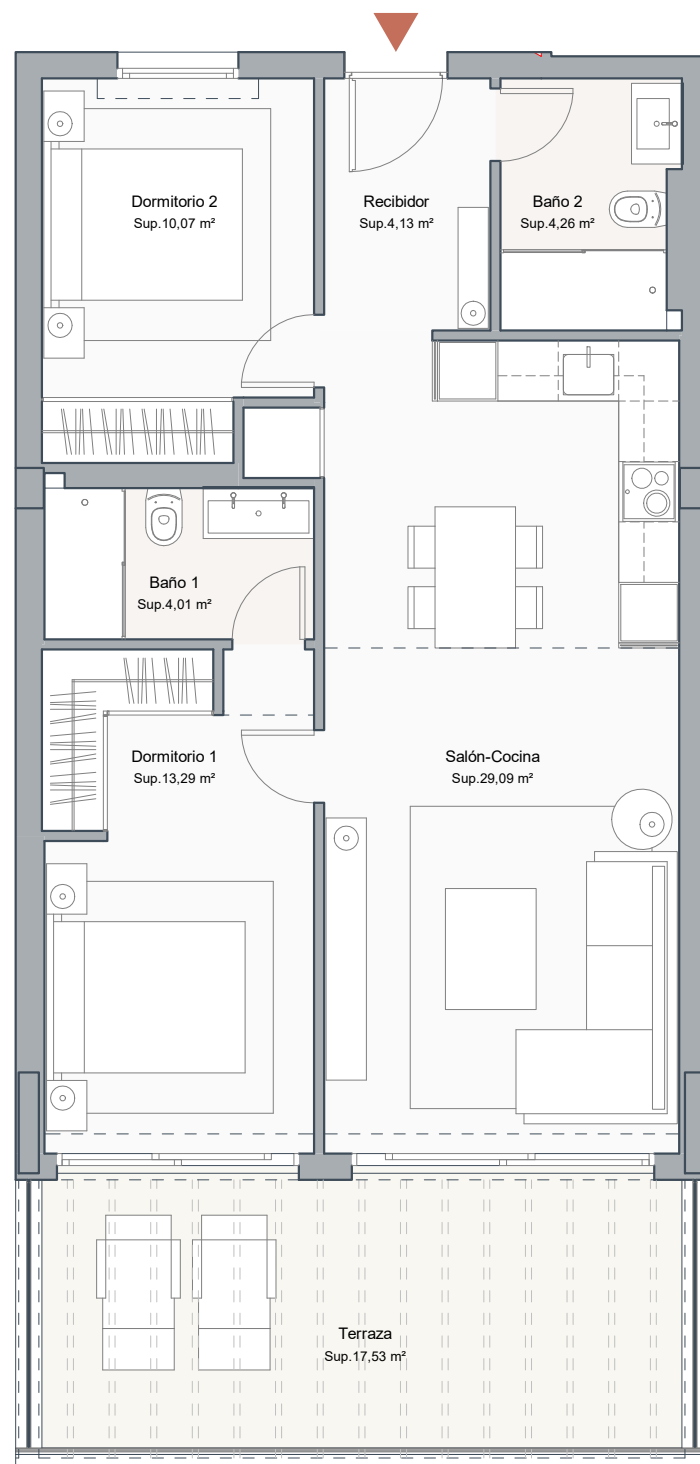 Dormitorio 2
Sup.10,07 m²
Recibidor
Sup.4,13 m²
Baño 2
Sup.4,26 m²
Baño 1
Sup.4,01 m²
Dormitorio 1
Sup.13,29 m²
Salón-Cocina
Sup.29,09 m²
Terraza
Sup.17,53 m²